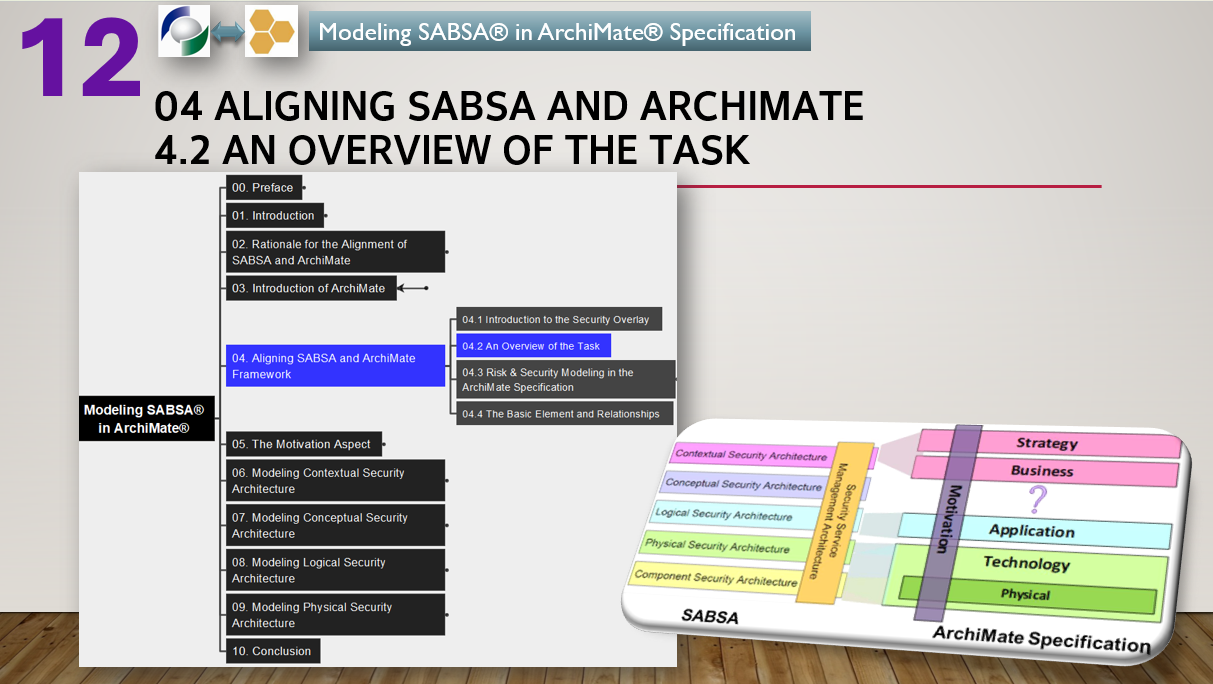 12
Modeling SABSA® in ArchiMate® Specification
04 ALIGNING SABSA AND ARCHIMATE
4.2 AN OVERVIEW OF THE TASK
Modeling SABSA®
in ArchiMate®
00. Preface
01. Introduction
02. Rationale for the Alignment of
SABSA and ArchiMate
03. Introduction of ArchiMate
04. Aligning SABSA and ArchiMate
Framework
04.1 Introduction to the Security Overlay
04.2 An Overview of the Task
04.3 Risk & Security Modeling in the
ArchiMate Specification
04.4 The Basic Element and Relationships
05. The Motivation Aspect
06. Modeling Contextual Security
Architecture
07. Modeling Conceptual Security
Architecture
08. Modeling Logical Security
Architecture
09. Modeling Physical Security
Architecture
10. Conclusion
Contextual Security Architecture
Conceptual Security Architecture
Logical Security Architecture
Physical Security Architecture
Component Security Architecture
Security Service
Management Architecture
SABSA
Strategy
Business
?
Application
Technology
Physical
Motivation
ArchiMate Specification